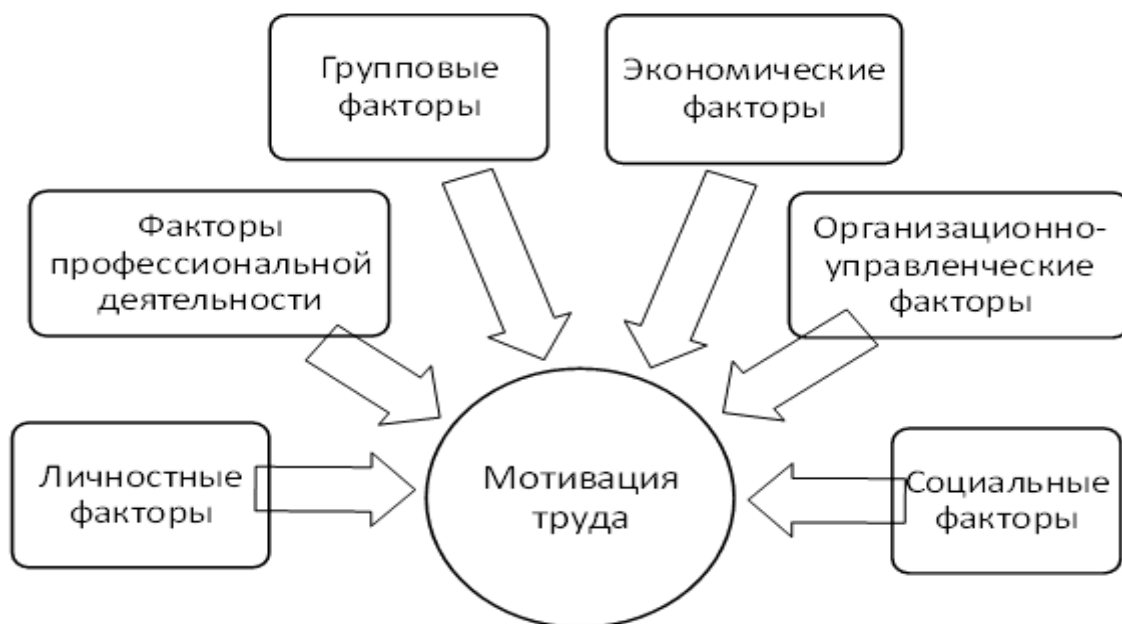 Групповые
факторы
Экономические
факторы
Факторы
профессиональной
деятельности
Организационно-
управленческие
факторы
Личностные
факторы
Мотивация
труда
Социальные
факторы